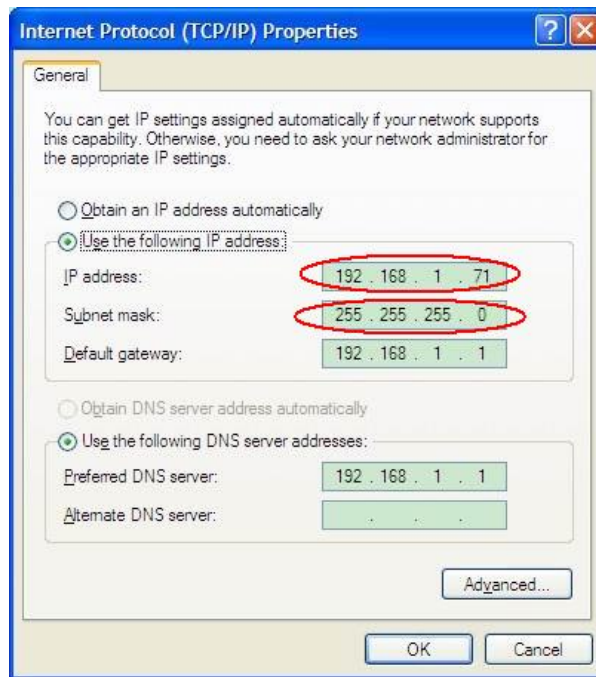 Internet Protocol (TCP/IP) Properties
General
You can get IP settings assigned automatically if your network supports
this capability. Otherwise, you need to ask your network administrator for
the appropriate IP settings.
Obtain an IP address automatically
Use the following IP address:
IP address: 192 . 168 . 1 . 71
Subnet mask: 255 . 255 . 255 . 0
Default gateway: 192 . 168 . 1 . 1
Obtain DNS server address automatically
Use the following DNS server addresses:
Preferred DNS server: 192 . 168 . 1 . 1
Alternate DNS server: . . .
Advanced...
OK Cancel